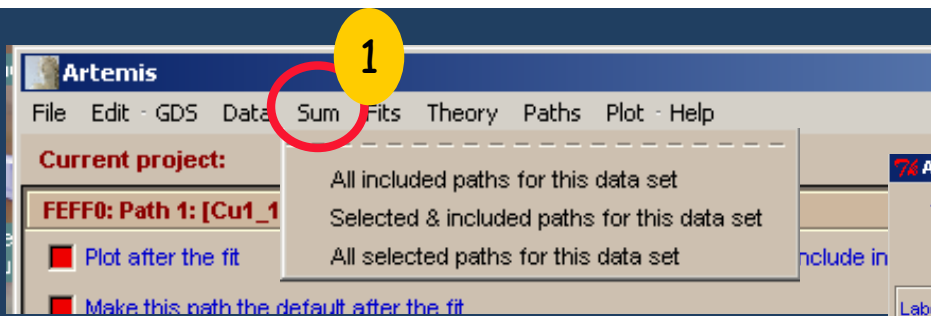 1
Artemis
File Edit - GDS Data Sum Fits Theory Paths Plot - Help
Current project:
All included paths for this data set
FEFF0: Path 1: [Cu1_1
Selected & included paths for this data set
Plot after the fit
All selected paths for this data set
nclude in
Make this path the default after the fit
Lab